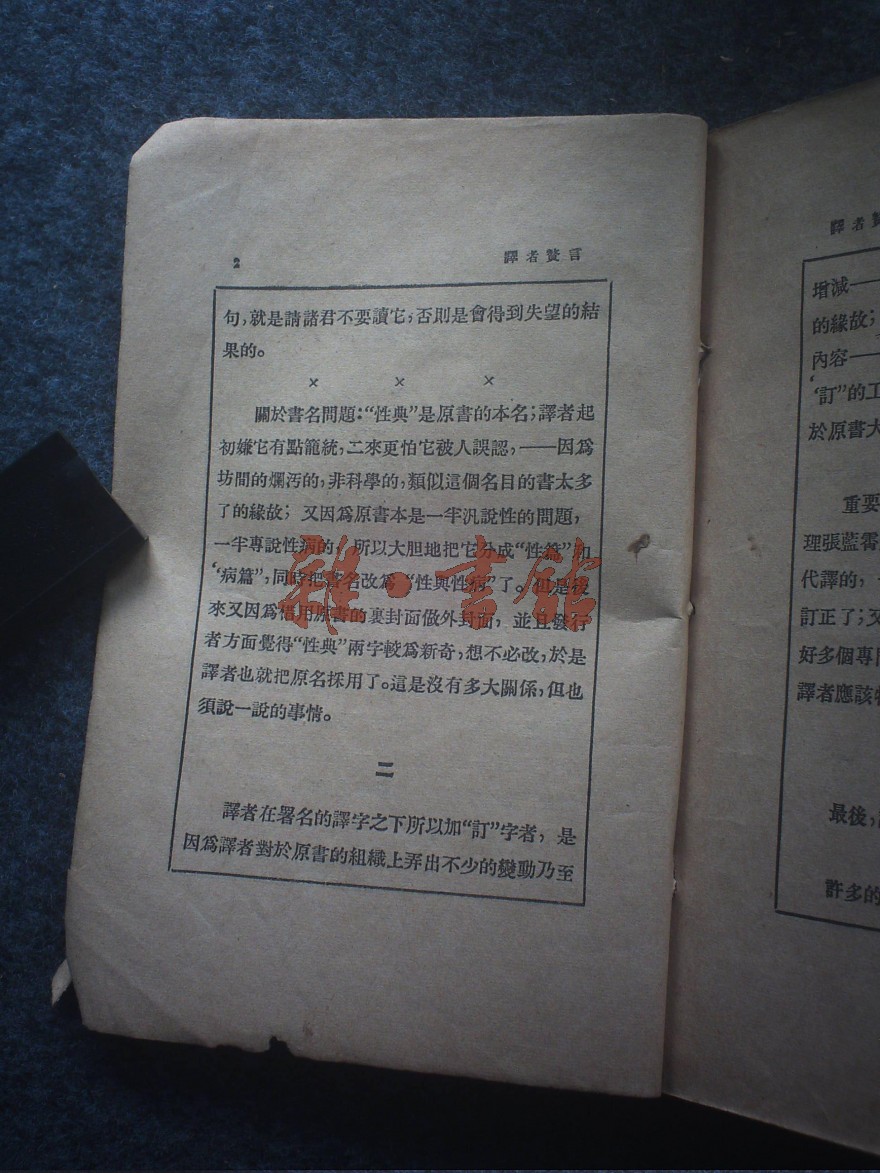 2 譯者贅言
句,就是請諸君不要讀它,否則是會得到失望的結
果的。
× × ×
關於書名問題:“性典”是原書的本名;譯者起
初嫌它有點籠統,二來更怕它被人誤認,——因爲
坊間的爛汚的,非科學的,類似這個名目的書太多
了的緣故; 又因爲原書本是一半汎說性的問題,
一半專說性病的, 所以大胆地把它分成“性篇”和
‘病篇”,同時把書名改爲 “性與性病”了。但是後
來又因爲借用原書的裏封面做外封面, 並且發行
者方面覺得“性典”兩字較爲新奇,想不必改,於是
譯者也就把原名採用了。這是沒有多大關係,但也
須說一說的事情。
二
譯者在署名的譯字之下所以加“訂”字者, 是
因爲譯者對於原書的組織上弄出不少的變動乃至
雜·書館
譯者
增減——
的緣故;
內容——
‘訂”的工
於原書大
重要
理張藍霄
代譯的,
訂正了;又
好多個專門
譯者應該
最後,
許多的